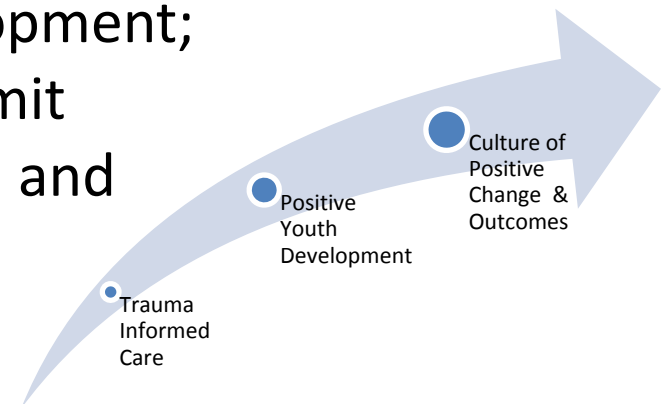 opment;
mit
and
Culture of
Positive
Change &
Outcomes
Positive
Youth
Development
Trauma
Informed
Care